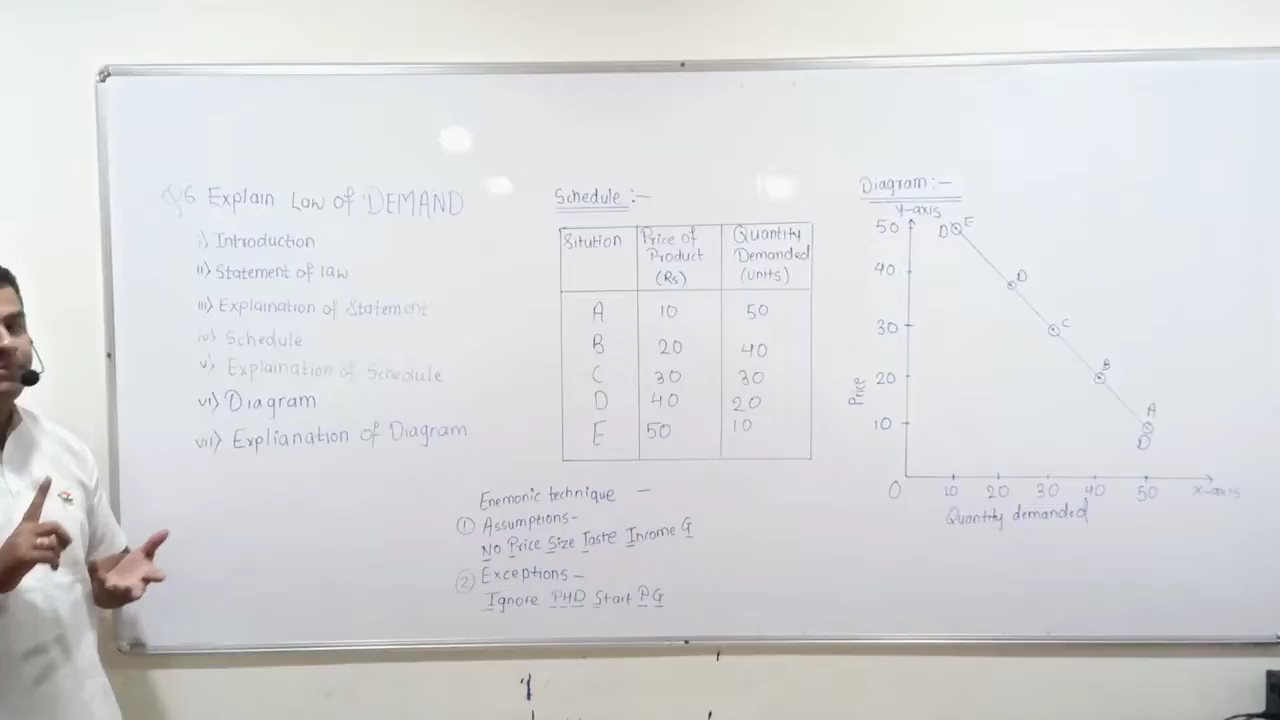 Q6 Explain Law of DEMAND
i) Introduction
ii) Statement of law
iii) Explaination of Statement
iv) Schedule
v) Explaination of Schedule
vi) Diagram
vii) Explianation of Diagram
Schedule :-
Sitution Price of Product (Rs) Quantity Demanded (units)
A 10 50
B 20 40
C 30 30
D 40 20
E 50 10
Enemonic technique -
① Assumptions-
No Price Size Taste Income G
② Exceptions-
Ignore PHD Start PG
Diagram :-
Y-axis
50 D E
40 D
30 C
20 B
Price
10 A
D
0 10 20 30 40 50 X-axis
Quantity demanded